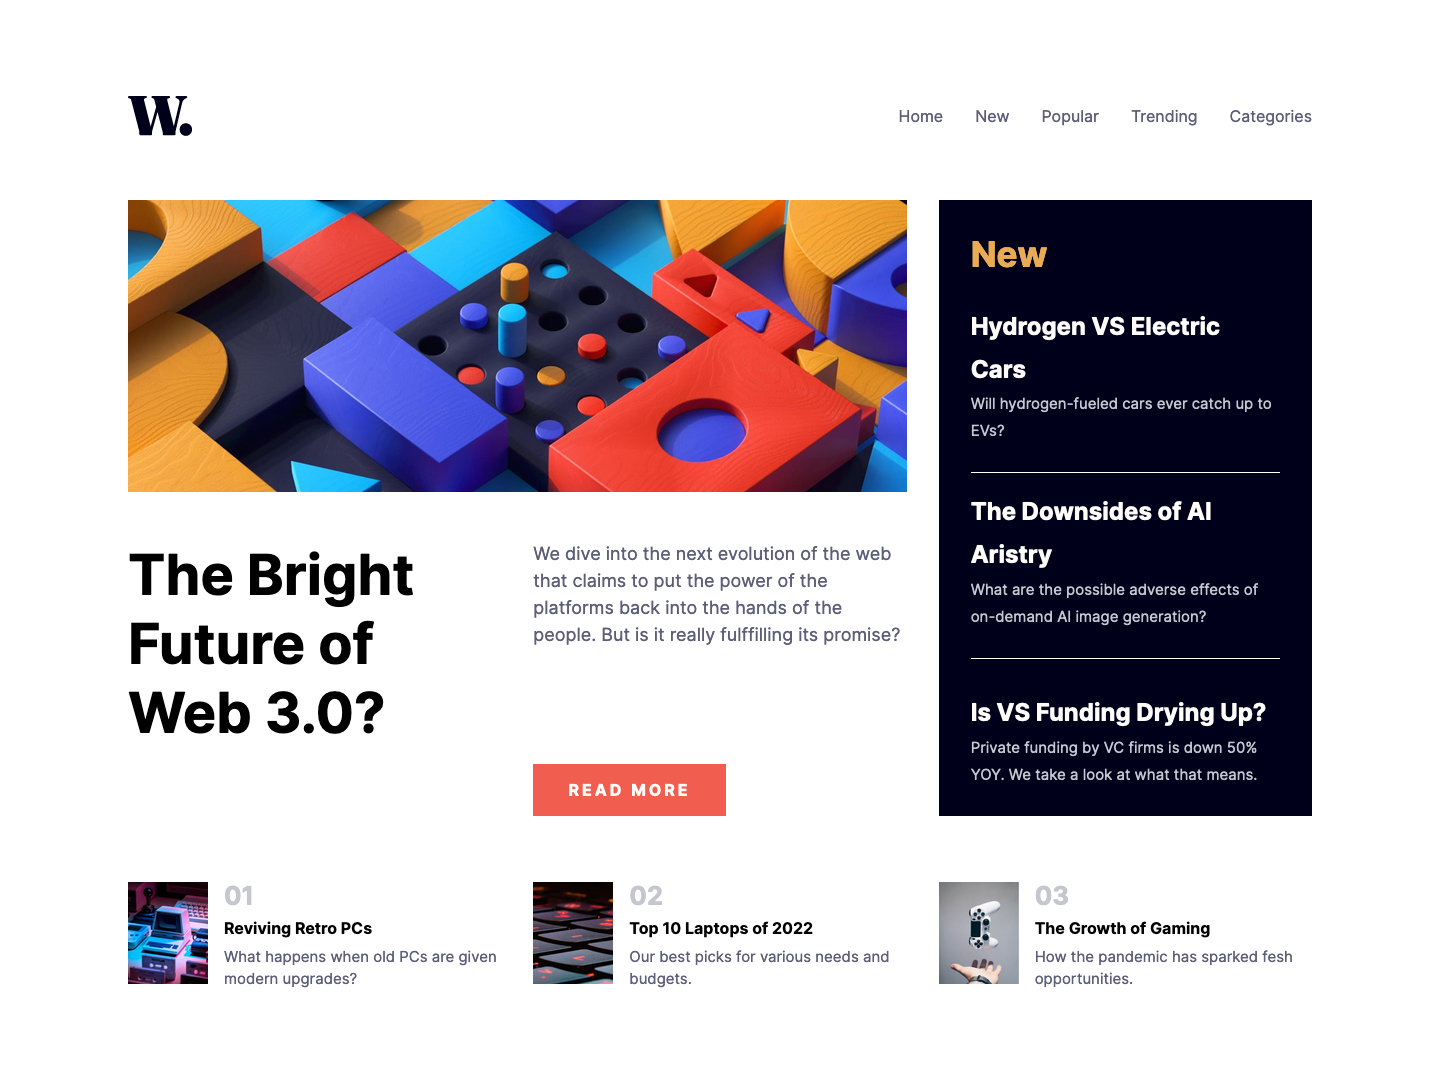 W.
Home New Popular Trending Categories
New
Hydrogen VS Electric
Cars
Will hydrogen-fueled cars ever catch up to
EVs?
The Downsides of AI
Aristry
What are the possible adverse effects of
on-demand AI image generation?
Is VS Funding Drying Up?
Private funding by VC firms is down 50%
YOY. We take a look at what that means.
The Bright
Future of
Web 3.0?
We dive into the next evolution of the web
that claims to put the power of the
platforms back into the hands of the
people. But is it really fulffilling its promise?
READ MORE
01
Reviving Retro PCs
What happens when old PCs are given
modern upgrades?
02
Top 10 Laptops of 2022
Our best picks for various needs and
budgets.
03
The Growth of Gaming
How the pandemic has sparked fesh
opportunities.